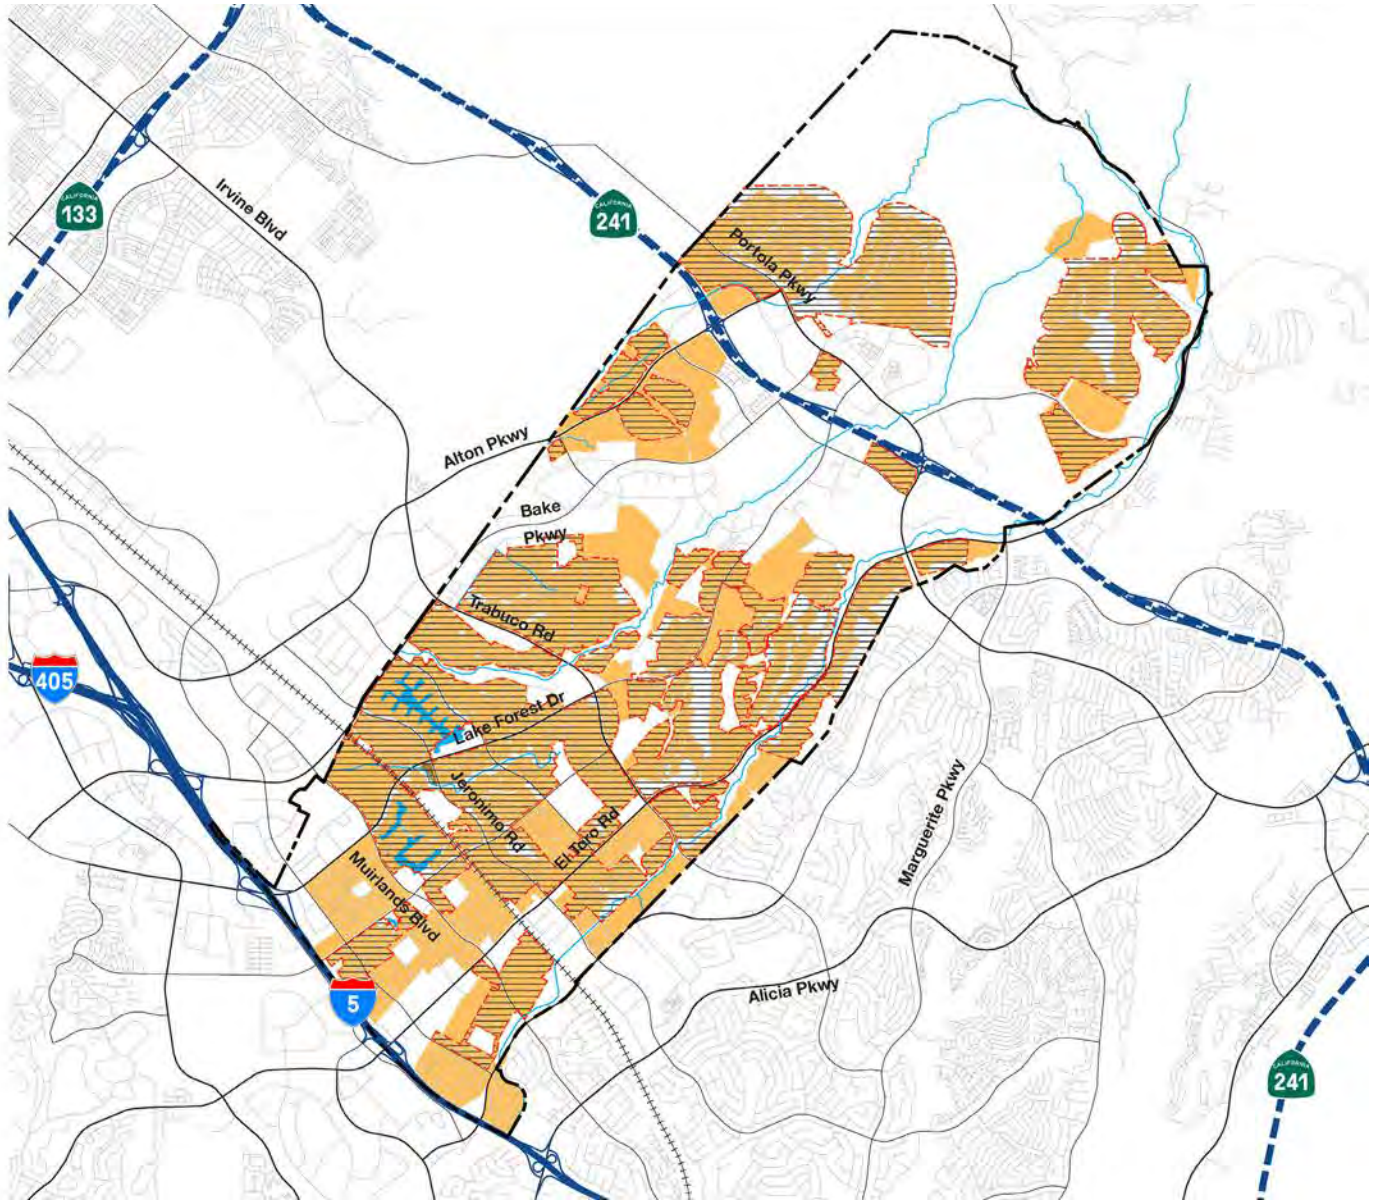 CALIFORNIA
133
Irvine Blvd
CALIFORNIA
241
Portola Pkwy
Alton Pkwy
Bake
Pkwy
Trabuco Rd
405
Lake Forest Dr
Jeronimo Rd
El Toro Rd
Muirlands Blvd
Marguerite Pkwy
5
Alicia Pkwy
CALIFORNIA
241